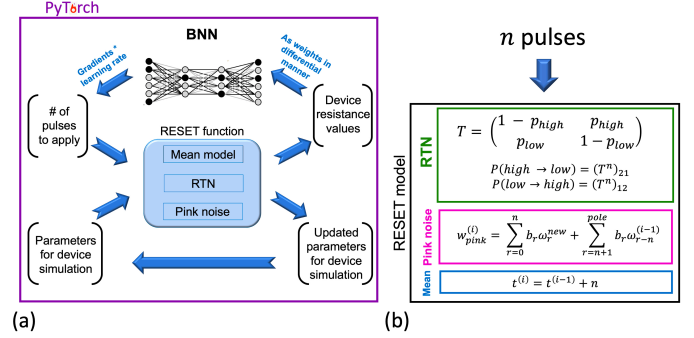 PyTorch
BNN
Gradients *
learning rate
As weights in
differential
manner
# of
pulses
to apply
Device
resistance
values
RESET function
Mean model
RTN
Pink noise
Parameters
for device
simulation
Updated
parameters
for device
simulation
(a)
n pulses
RESET model
RTN
T = (1 − p_high p_high
p_low 1 − p_low)
P(high → low) = (T^n)_21
P(low → high) = (T^n)_12
Pink noise
w_pink^(i) = ∑_{r=0}^{n} b_r ω_r^new + ∑_{r=n+1}^{pole} b_r ω_{r−n}^(i−1)
Mean
t^(i) = t^(i−1) + n
(b)